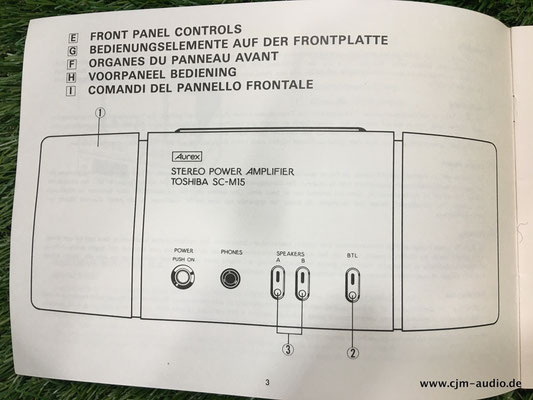 E FRONT PANEL CONTROLS
G BEDIENUNGSELEMENTE AUF DER FRONTPLATTE
F ORGANES DU PANNEAU AVANT
H VOORPANEEL BEDIENING
I COMANDI DEL PANNELLO FRONTALE
①
Aurex
STEREO POWER AMPLIFIER
TOSHIBA SC-M15
POWER PHONES SPEAKERS BTL
PUSH ON A B
③ ②
3
www.cjm-audio.de